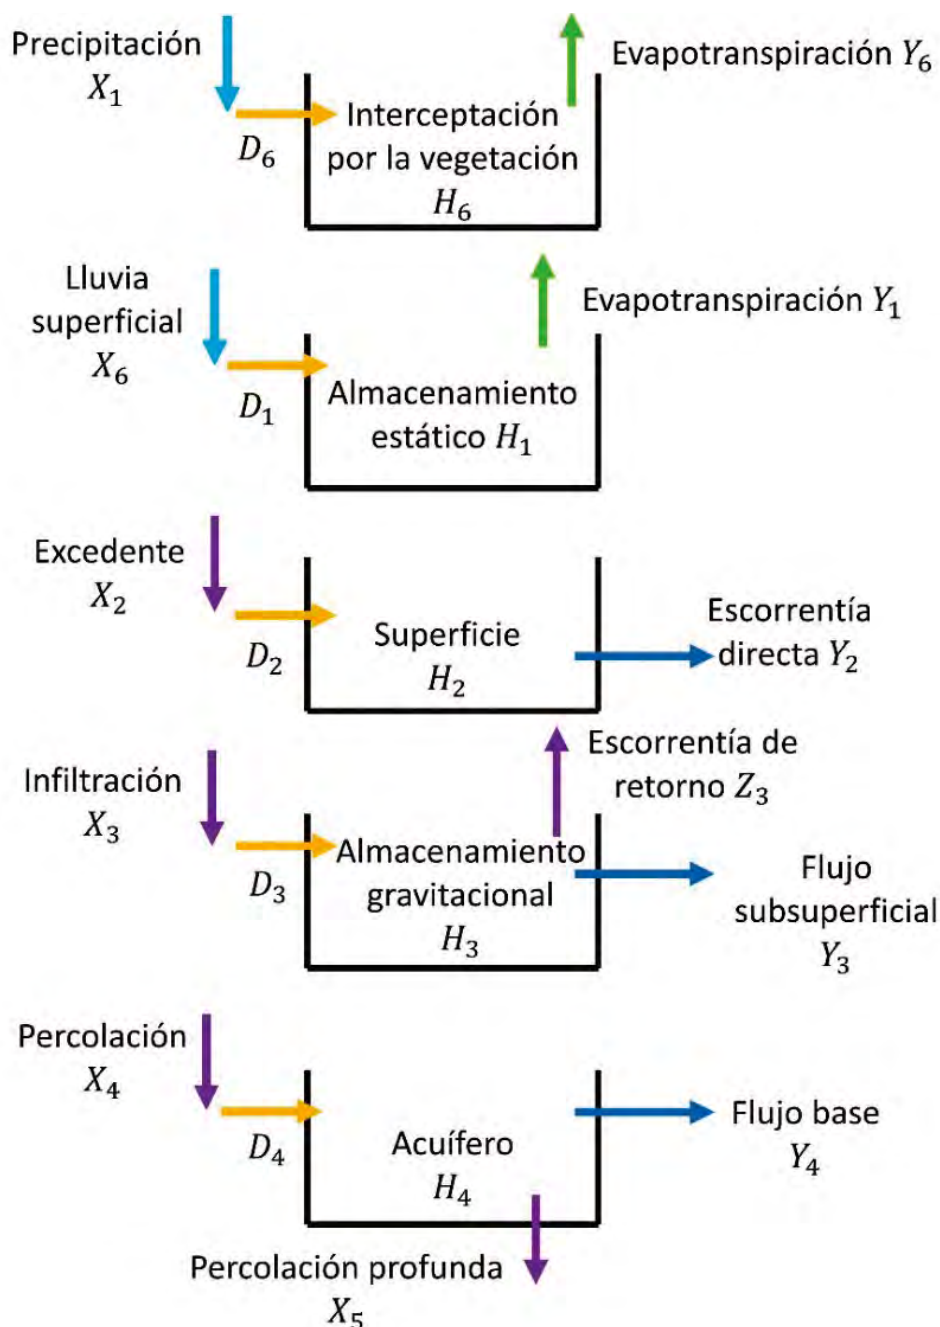 Precipitación
X₁
D₆
Interceptación
por la vegetación
H₆
Evapotranspiración Y₆
Lluvia
superficial
X₆
D₁
Almacenamiento
estático H₁
Evapotranspiración Y₁
Excedente
X₂
D₂
Superficie
H₂
Escorrentía
directa Y₂
Infiltración
X₃
D₃
Almacenamiento
gravitacional
H₃
Escorrentía de
retorno Z₃
Flujo
subsuperficial
Y₃
Percolación
X₄
D₄
Acuífero
H₄
Flujo base
Y₄
Percolación profunda
X₅